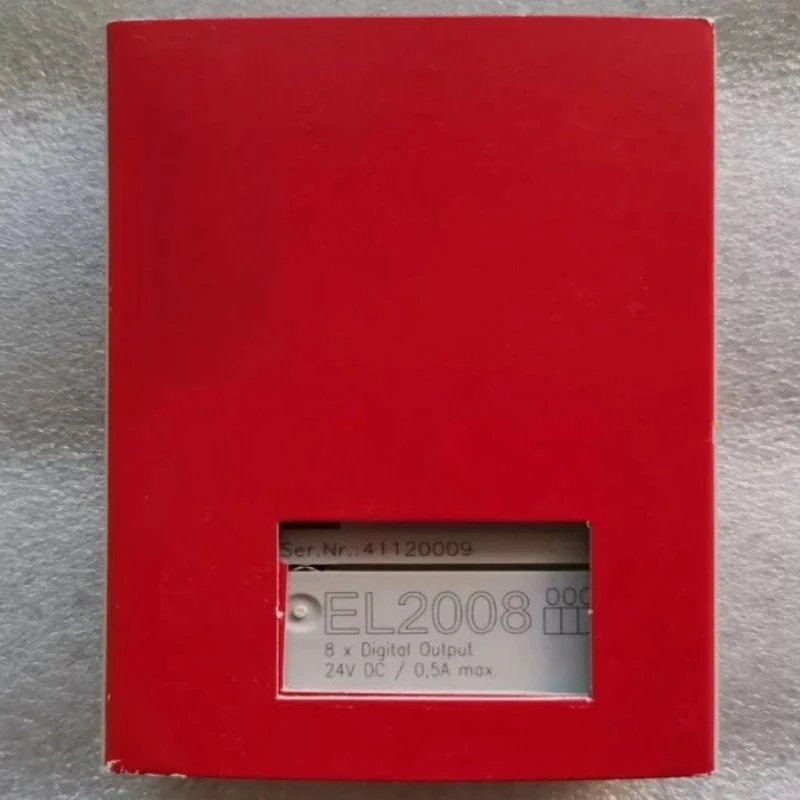 Ser.Nr.:41120009
EL2008
8 x Digital Output
24V DC / 0,5A max.